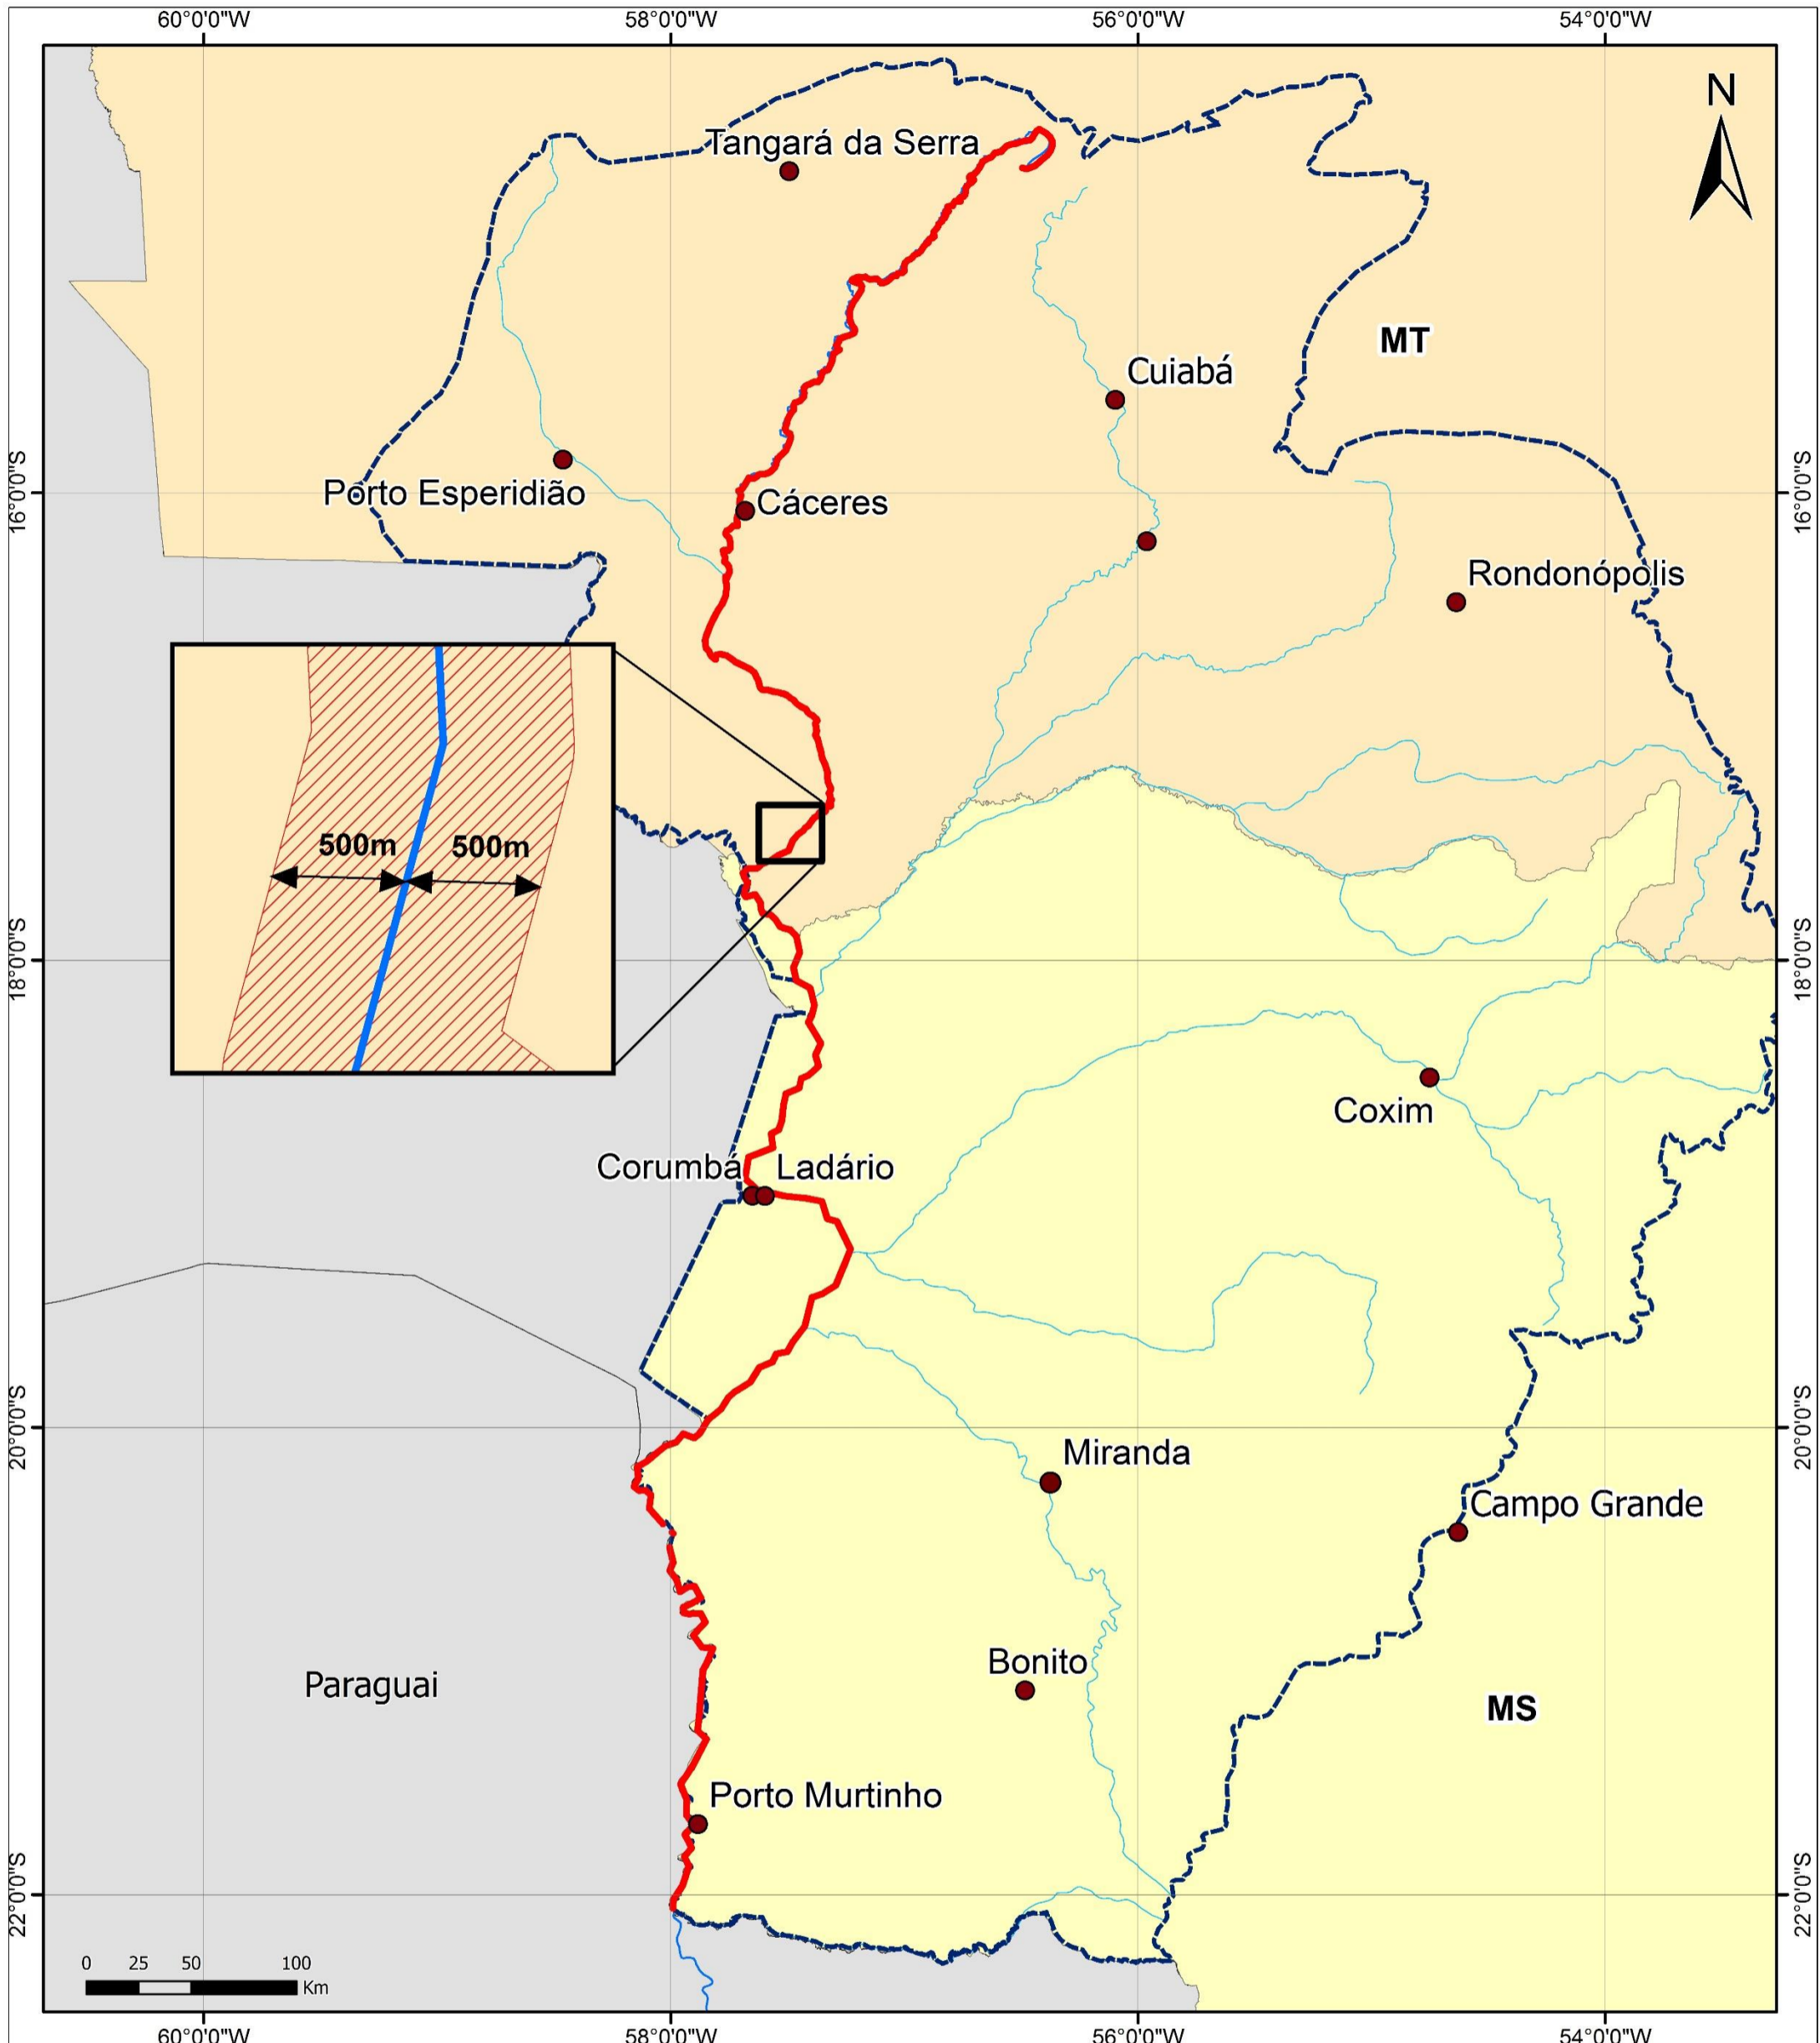 60°0'0"W
58°0'0"W
56°0'0"W
54°0'0"W
N
Tangará da Serra
MT
Cuiabá
16°0'0"S
Porto Esperidião
Cáceres
16°0'0"S
Rondonópolis
500m
500m
18°0'0"S
18°0'0"S
Coxim
Corumbá
Ladário
20°0'0"S
20°0'0"S
Miranda
Campo Grande
Bonito
Paraguai
MS
Porto Murtinho
22°0'0"S
22°0'0"S
0 25 50 100
Km
60°0'0"W
58°0'0"W
56°0'0"W
54°0'0"W